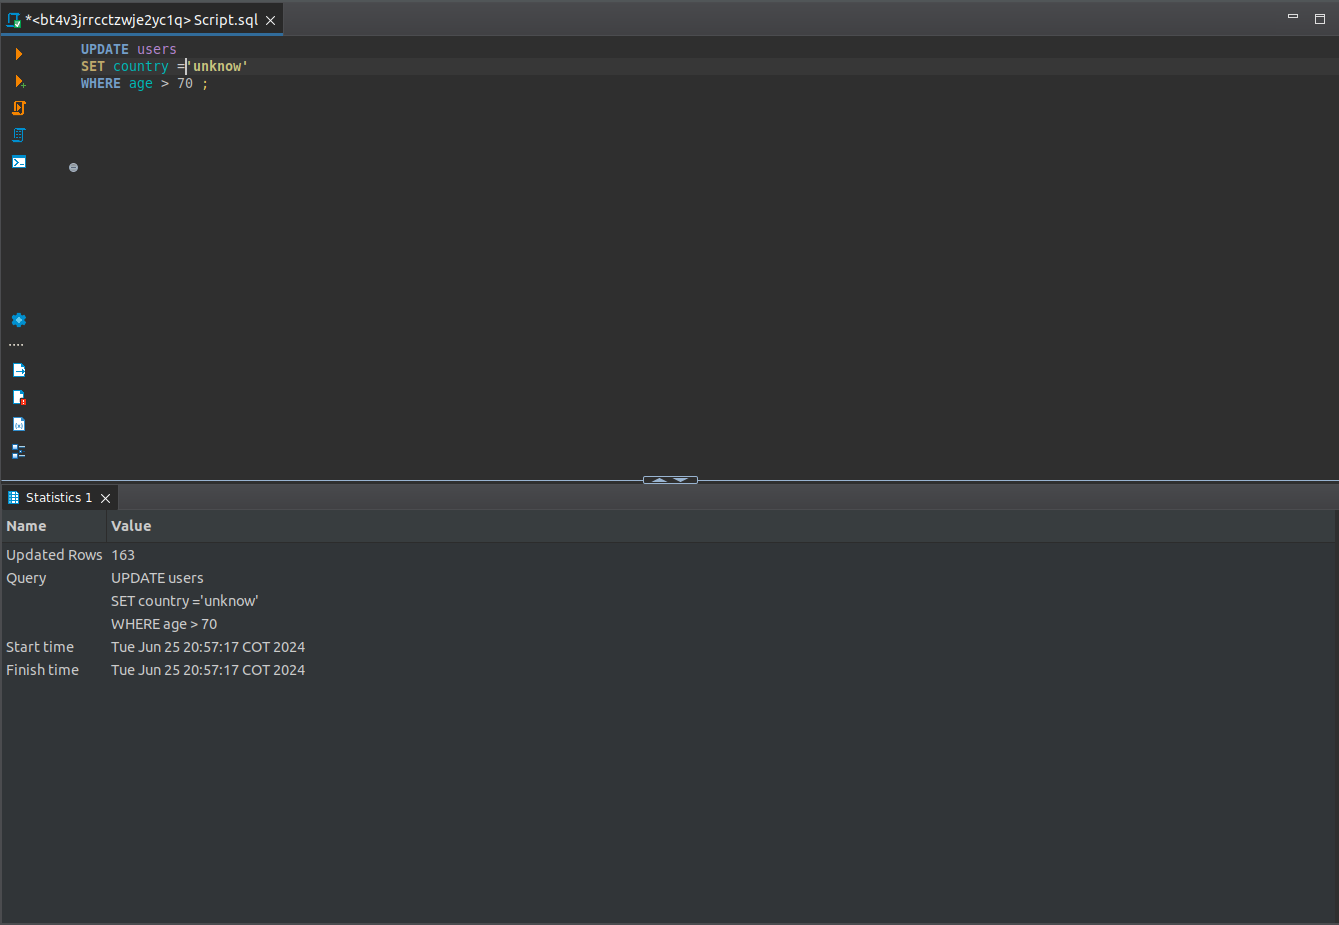 *<bt4v3jrrcctzwje2yc1q> Script.sql
UPDATE users
SET country ='unknow'
WHERE age > 70 ;
Statistics 1
Name Value
Updated Rows 163
Query UPDATE users
SET country ='unknow'
WHERE age > 70
Start time Tue Jun 25 20:57:17 COT 2024
Finish time Tue Jun 25 20:57:17 COT 2024